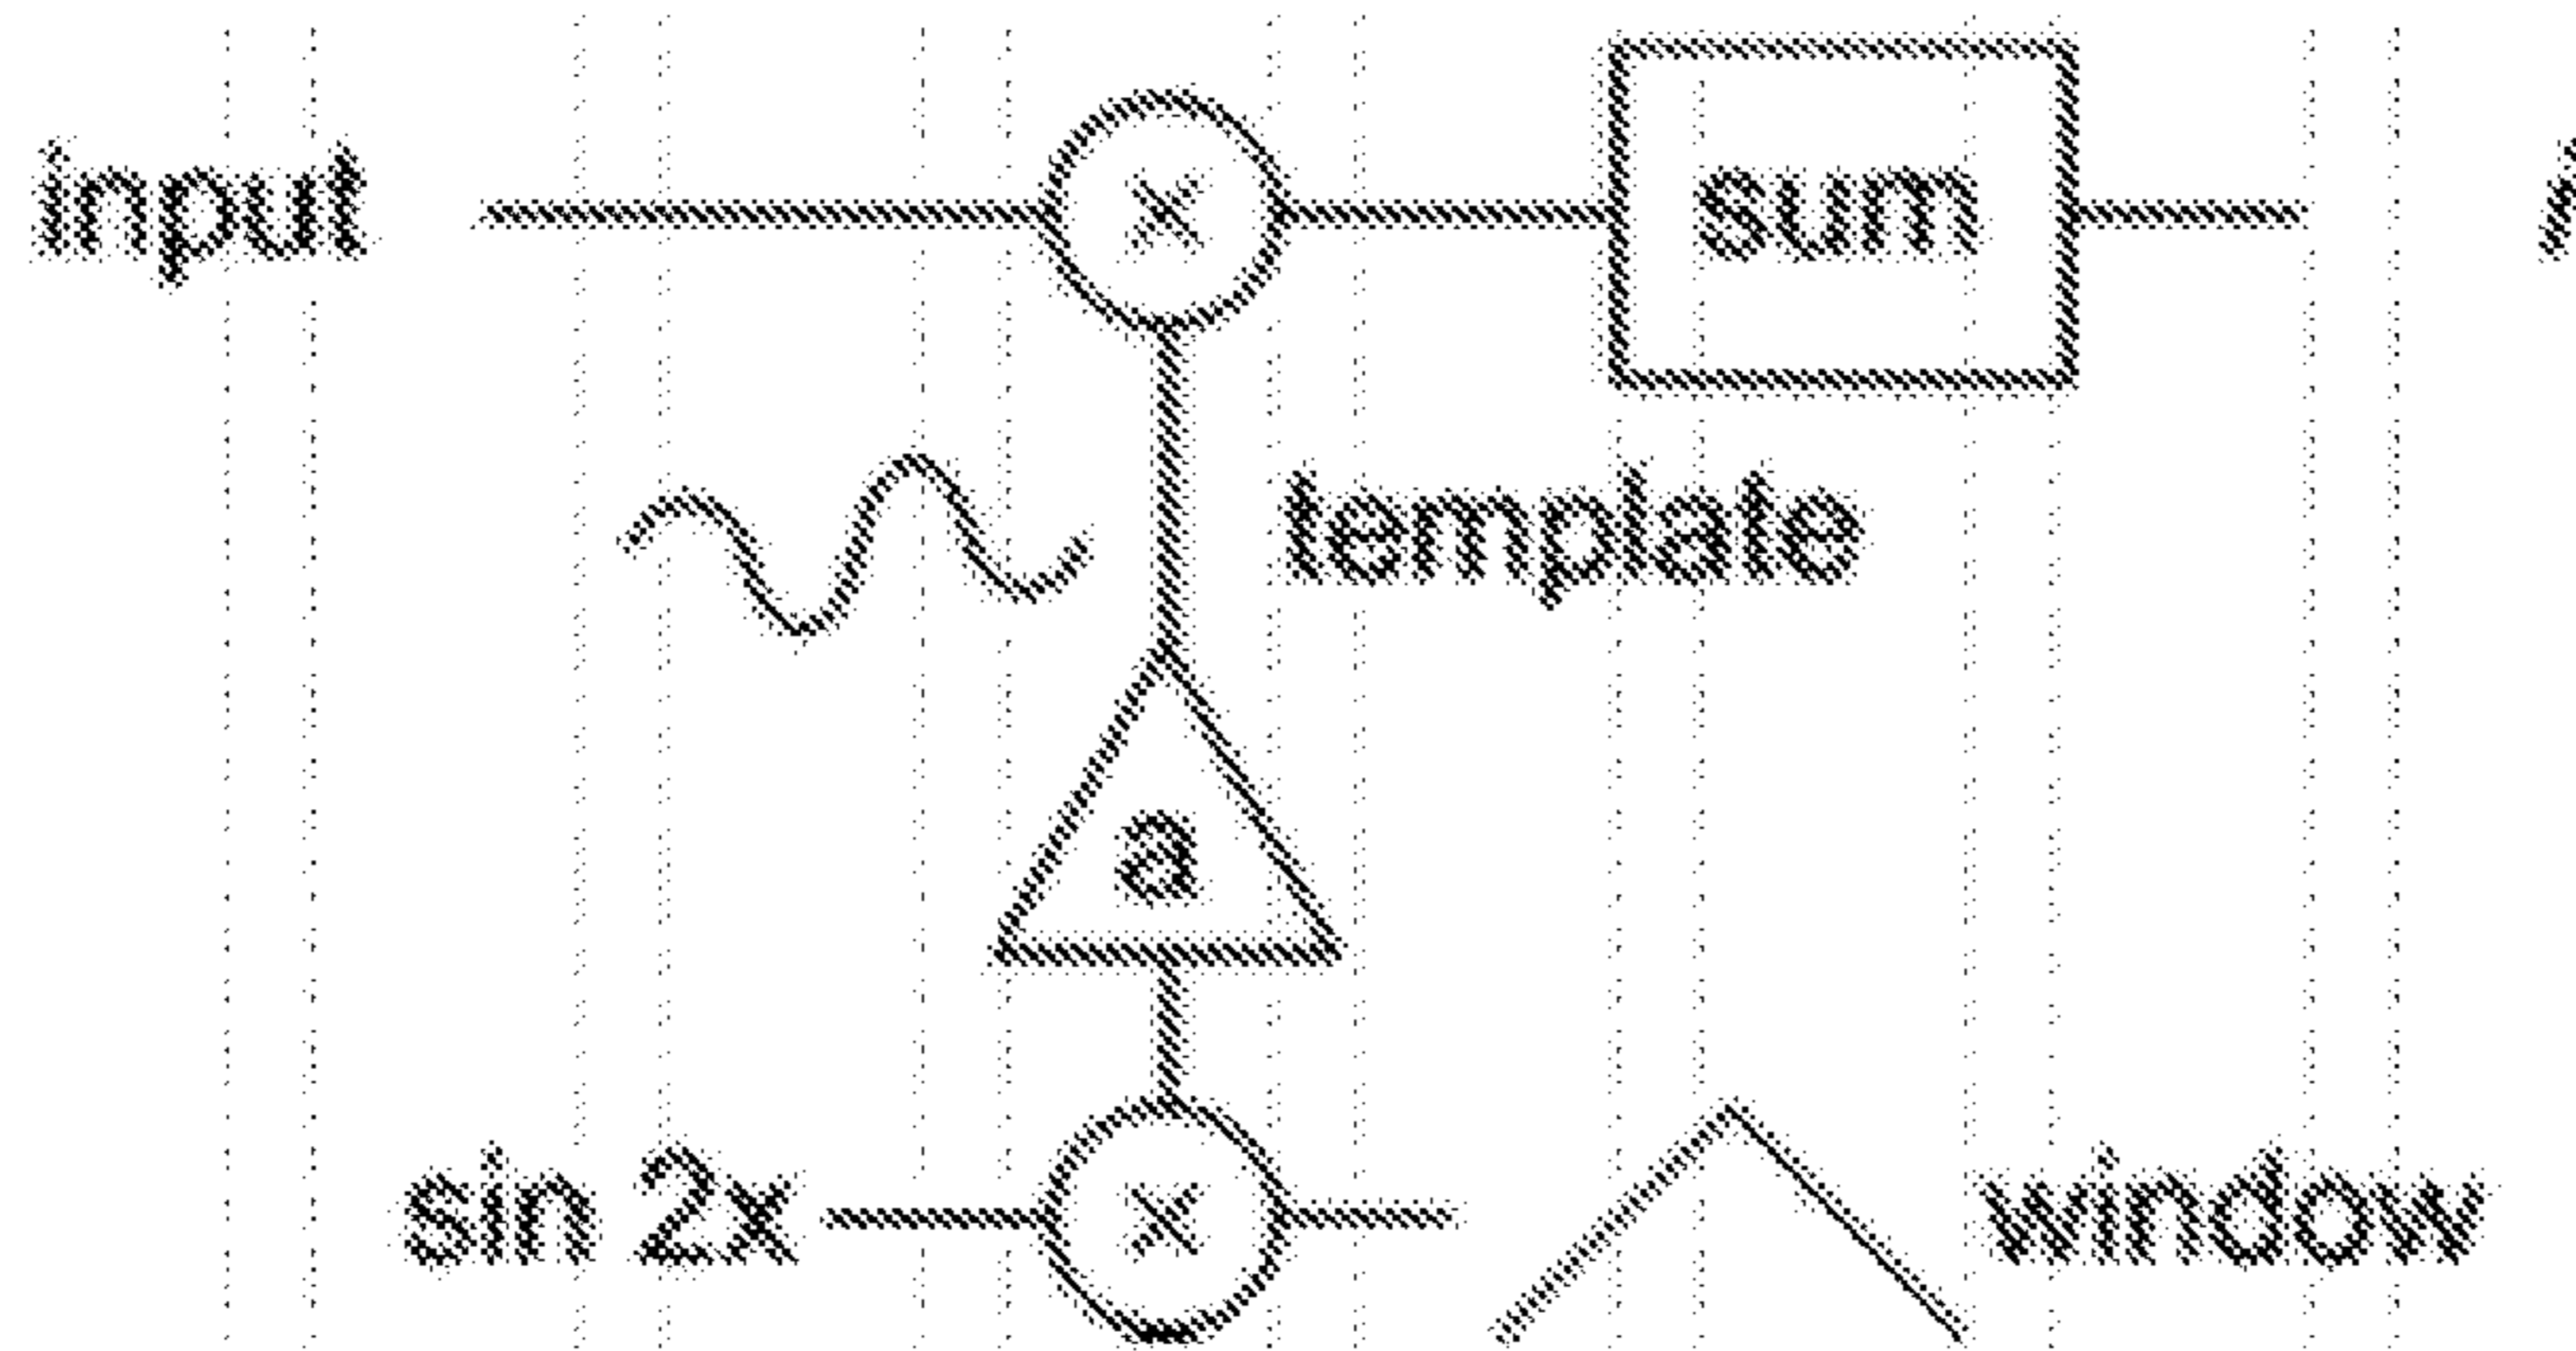 input
×
sum
template
a
sin 2x
×
window